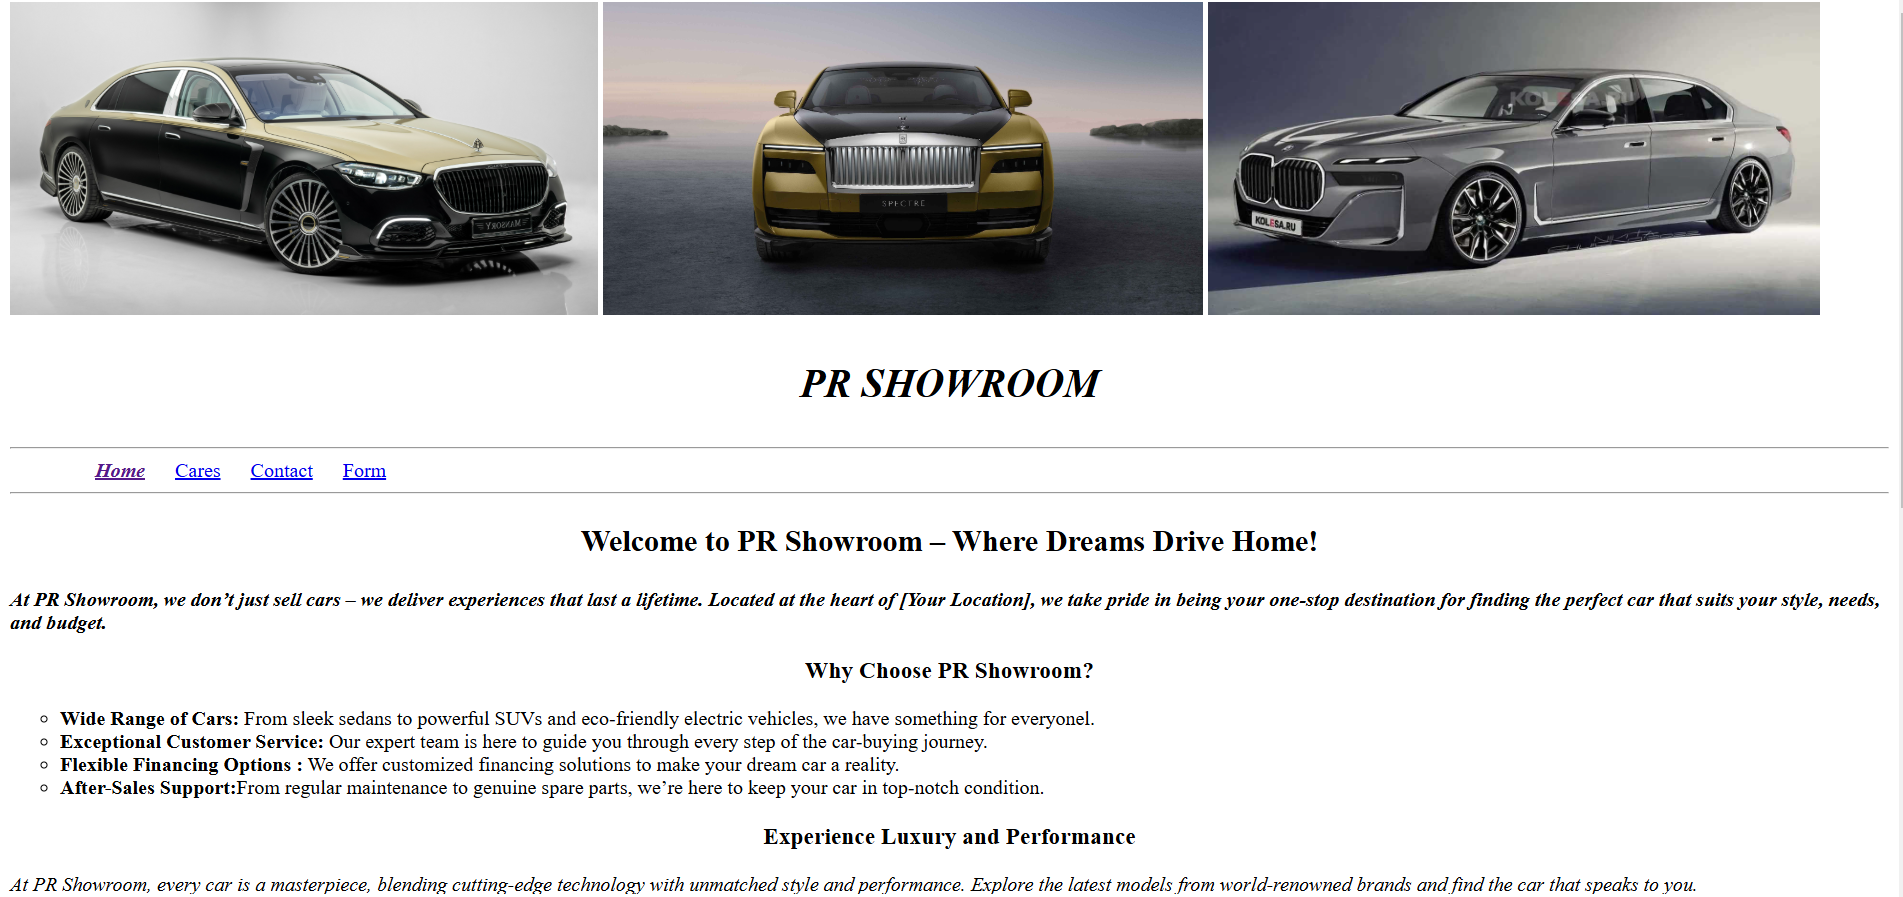 KOLESA.RU
SPECTRE
KOLESA.RU
PR SHOWROOM
Home Cares Contact Form
Welcome to PR Showroom – Where Dreams Drive Home!
At PR Showroom, we don’t just sell cars – we deliver experiences that last a lifetime. Located at the heart of [Your Location], we take pride in being your one-stop destination for finding the perfect car that suits your style, needs,
and budget.
Why Choose PR Showroom?
Wide Range of Cars: From sleek sedans to powerful SUVs and eco-friendly electric vehicles, we have something for everyonel.
Exceptional Customer Service: Our expert team is here to guide you through every step of the car-buying journey.
Flexible Financing Options : We offer customized financing solutions to make your dream car a reality.
After-Sales Support:From regular maintenance to genuine spare parts, we’re here to keep your car in top-notch condition.
Experience Luxury and Performance
At PR Showroom, every car is a masterpiece, blending cutting-edge technology with unmatched style and performance. Explore the latest models from world-renowned brands and find the car that speaks to you.